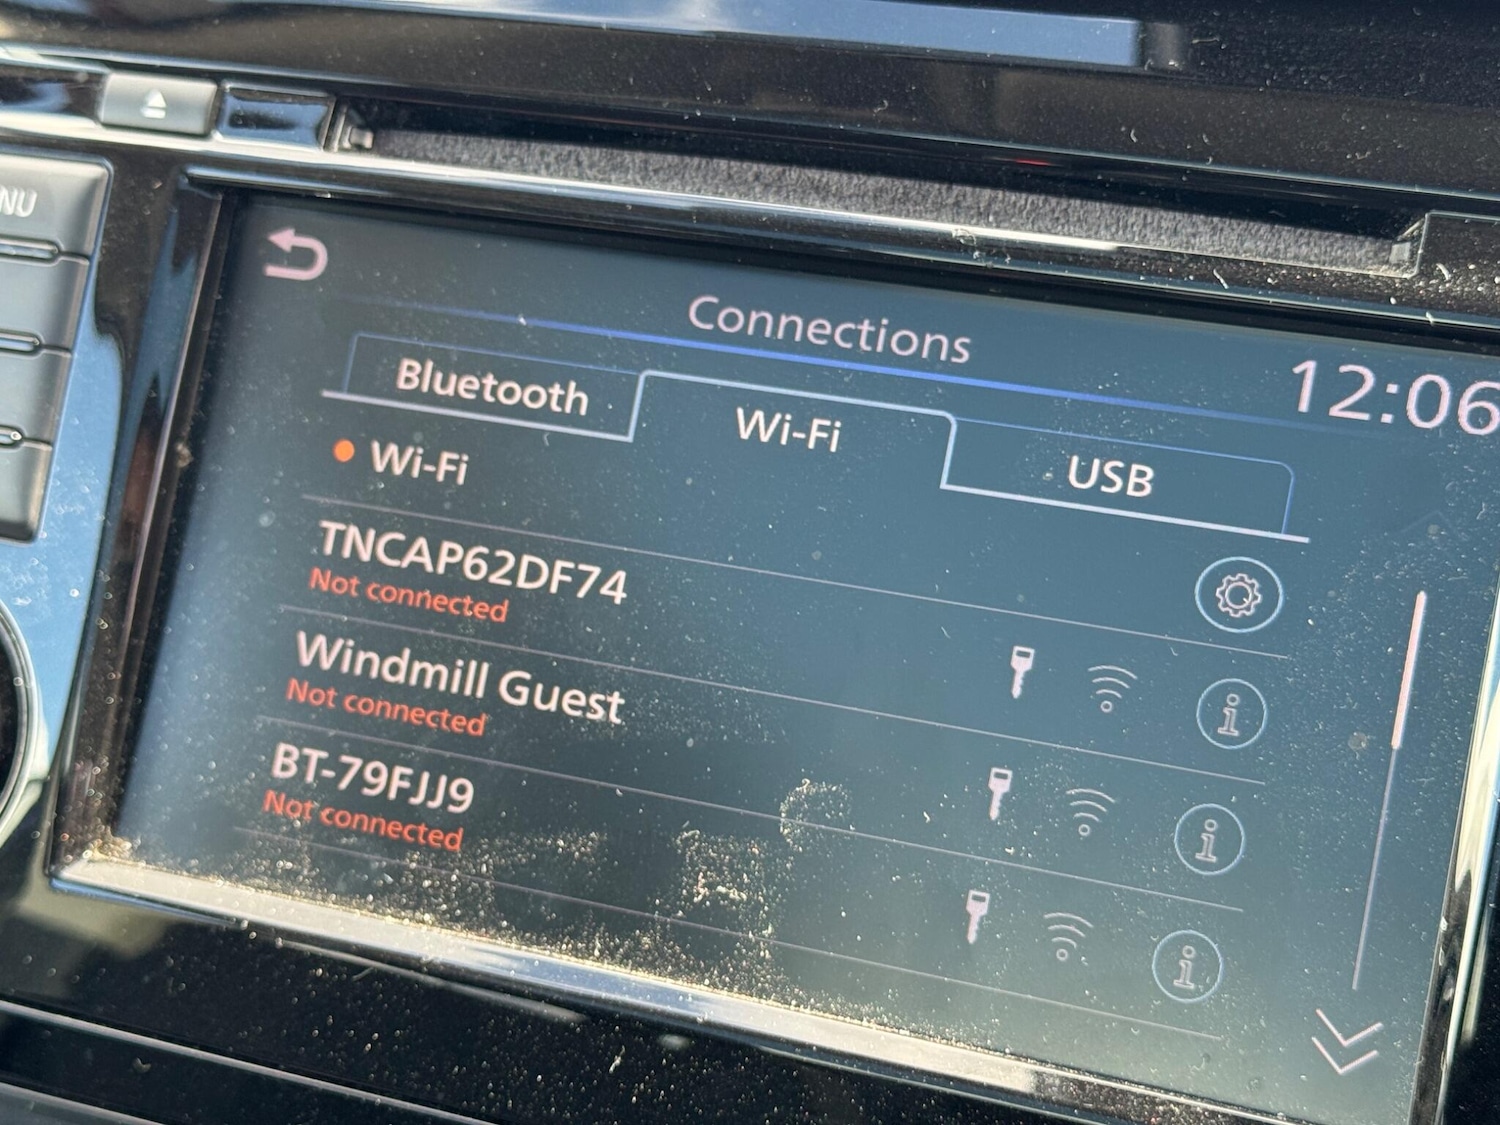 NU
Connections
12:06
Bluetooth
Wi-Fi
USB
Wi-Fi
TNCAP62DF74
Not connected
Windmill Guest
Not connected
BT-79FJJ9
Not connected